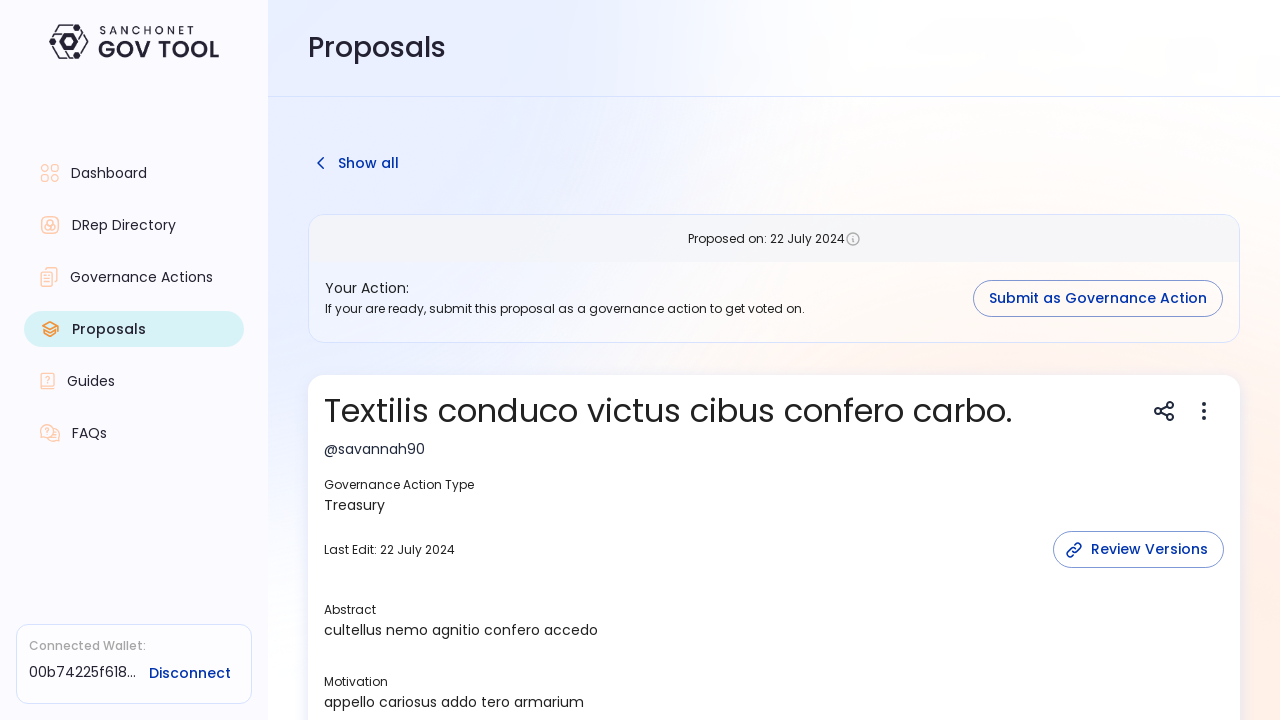 SANCHONET
GOV TOOL
Proposals
Dashboard
DRep Directory
Governance Actions
Proposals
Guides
FAQs
Connected Wallet:
00b74225f618...
Disconnect
Show all
Proposed on: 22 July 2024
Your Action:
If your are ready, submit this proposal as a governance action to get voted on.
Submit as Governance Action
Textilis conduco victus cibus confero carbo.
@savannah90
Governance Action Type
Treasury
Last Edit: 22 July 2024
Review Versions
Abstract
cultellus nemo agnitio confero accedo
Motivation
appello cariosus addo tero armarium